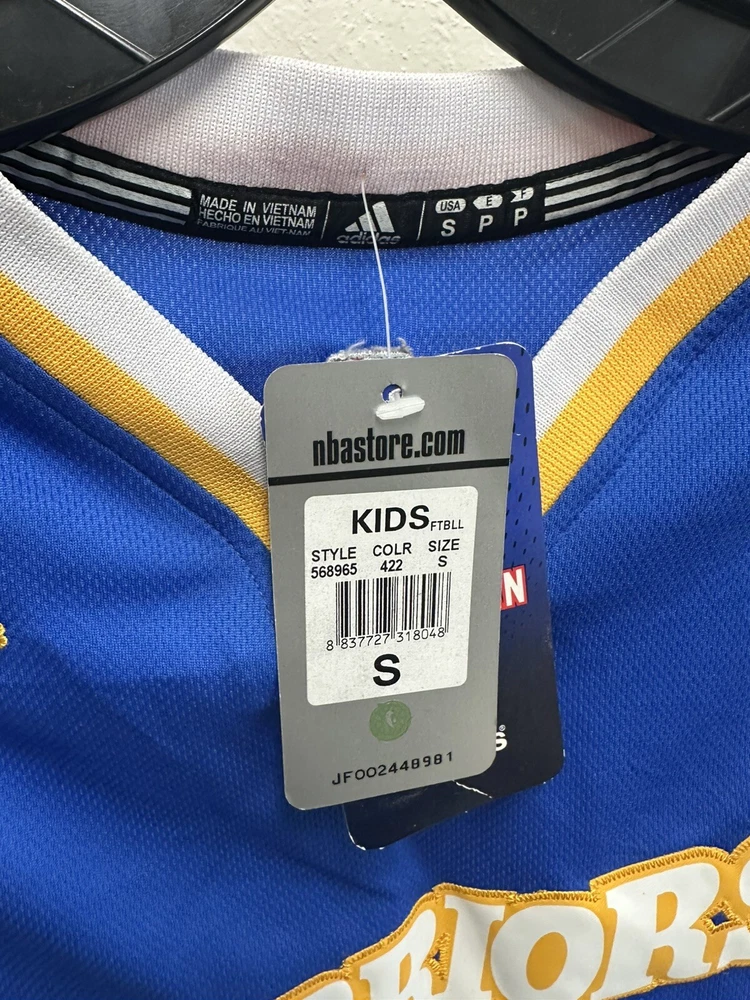 MADE IN VIETNAM
HECHO EN VIETNAM
FABRIQUE AU VIET-NAM
adidas
USA E F
S P P
nbastore.com
KIDS FTBLL
STYLE COLR SIZE
568965 422 S
8 837727 318048
S
JF002448981
N
S®
RIORS